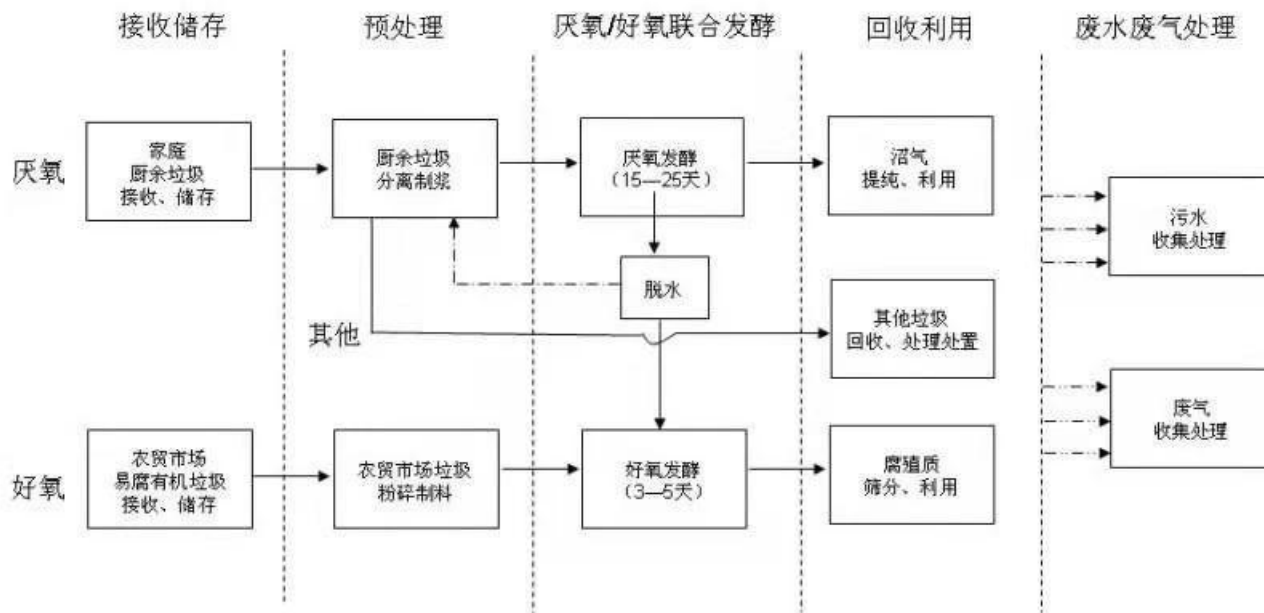 接收储存
预处理
厌氧/好氧联合发酵
回收利用
废水废气处理
厌氧
家庭
厨余垃圾
接收、储存
厨余垃圾
分离制浆
厌氧发酵
（15—25天）
沼气
提纯、利用
污水
收集处理
脱水
其他
其他垃圾
回收、处理处置
废气
收集处理
好氧
农贸市场
易腐有机垃圾
接收、储存
农贸市场垃圾
粉碎制料
好氧发酵
（3—5天）
腐殖质
筛分、利用